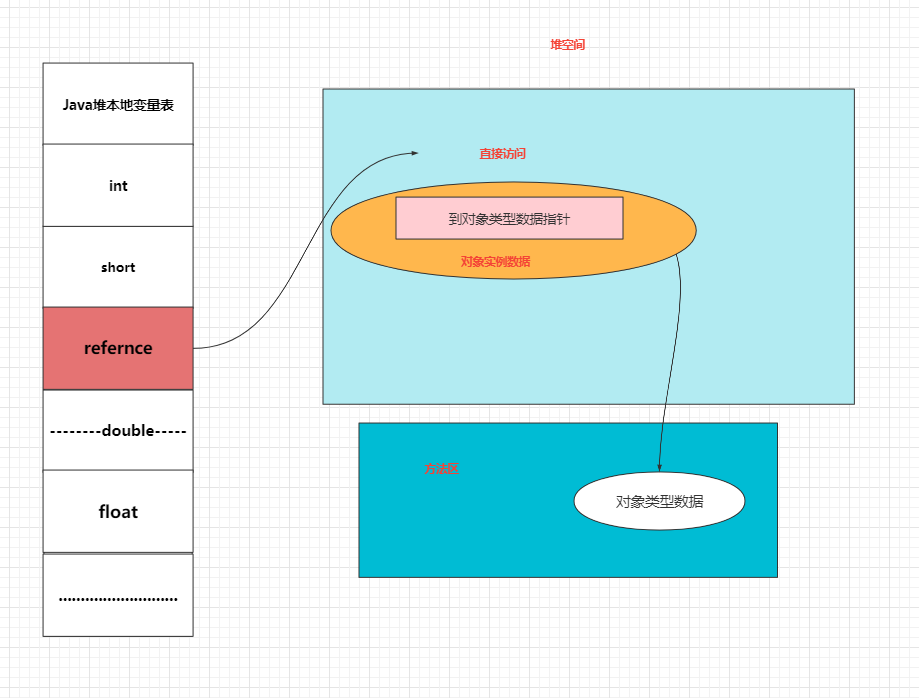 堆空间
Java堆本地变量表
int
short
refernce
--------double-----
float
...........................
直接访问
到对象类型数据指针
对象实例数据
方法区
对象类型数据